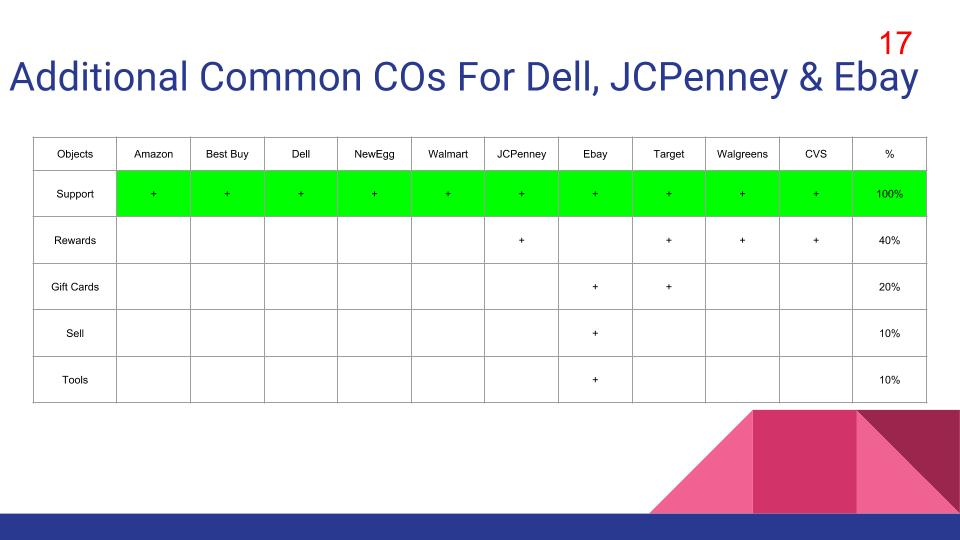 17
Additional Common COs For Dell, JCPenney & Ebay
Objects Amazon Best Buy Dell NewEgg Walmart JCPenney Ebay Target Walgreens CVS %
Support + + + + + + + + + + 100%
Rewards + + + + 40%
Gift Cards + + 20%
Sell + 10%
Tools + 10%